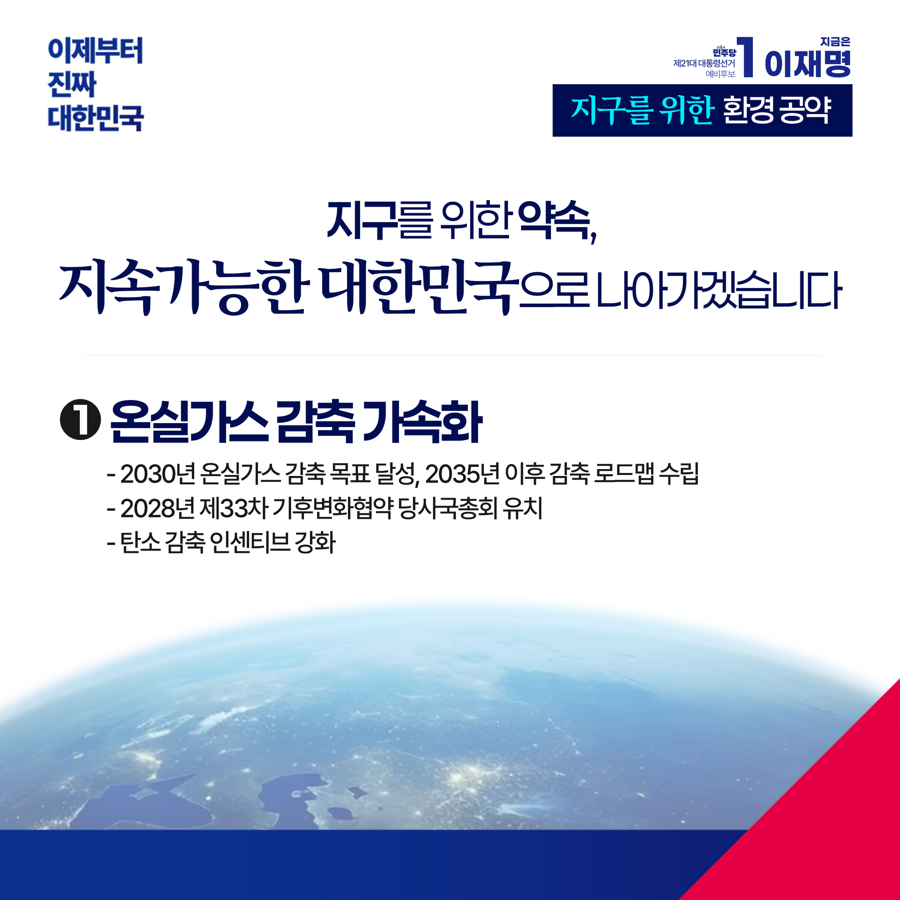 이제부터
진짜
대한민국
지금은
민주당
제21대 대통령선거
예비후보
1 이재명
지구를 위한 환경 공약
지구를 위한 약속,
지속가능한 대한민국으로 나아가겠습니다
1 온실가스 감축 가속화
- 2030년 온실가스 감축 목표 달성, 2035년 이후 감축 로드맵 수립
- 2028년 제33차 기후변화협약 당사국총회 유치
- 탄소 감축 인센티브 강화